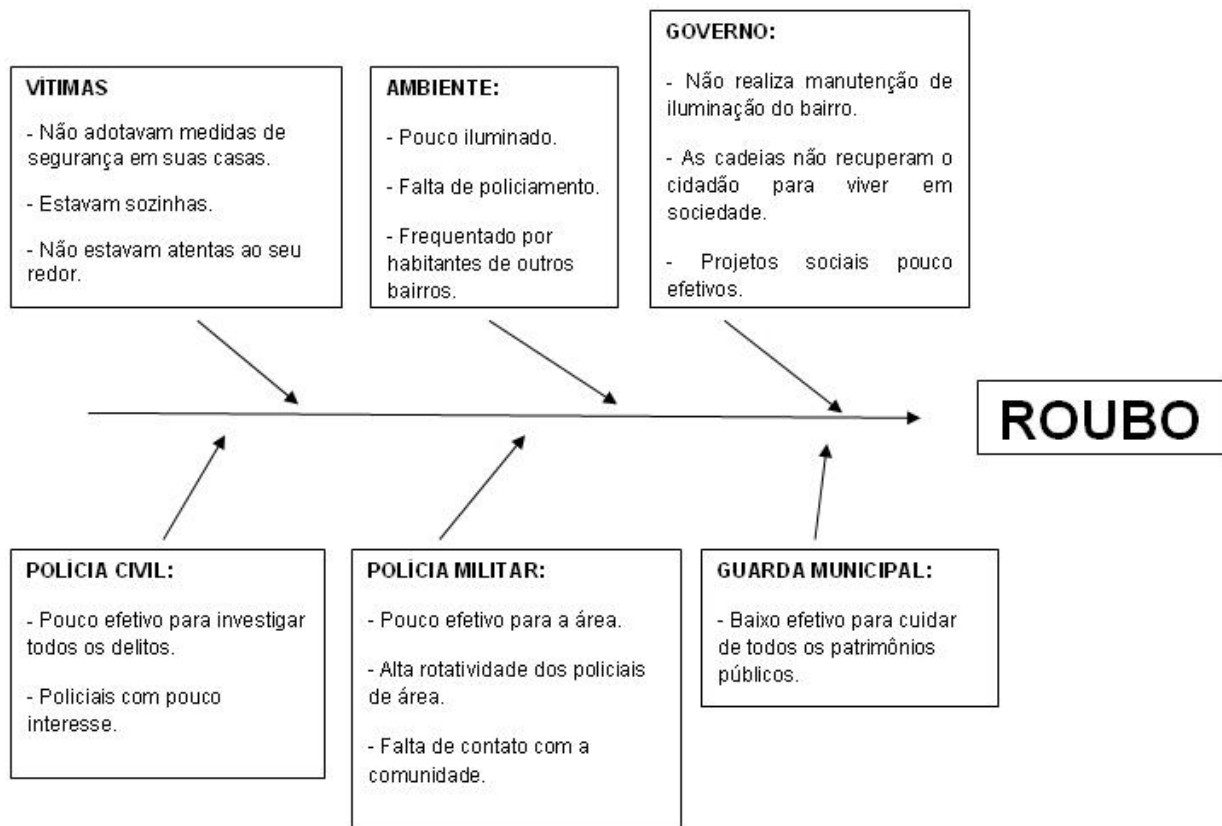 VÍTIMAS
- Não adotavam medidas de
segurança em suas casas.
- Estavam sozinhas.
- Não estavam atentas ao seu
redor.
AMBIENTE:
- Pouco iluminado.
- Falta de policiamento.
- Frequentado por
habitantes de outros
bairros.
GOVERNO:
- Não realiza manutenção de
iluminação do bairro.
- As cadeias não recuperam o
cidadão para viver em
sociedade.
- Projetos sociais pouco
efetivos.
ROUBO
POLÍCIA CIVIL:
- Pouco efetivo para investigar
todos os delitos.
- Policiais com pouco
interesse.
POLÍCIA MILITAR:
- Pouco efetivo para a área.
- Alta rotatividade dos policiais
de área.
- Falta de contato com a
comunidade.
GUARDA MUNICIPAL:
- Baixo efetivo para cuidar
de todos os patrimônios
públicos.